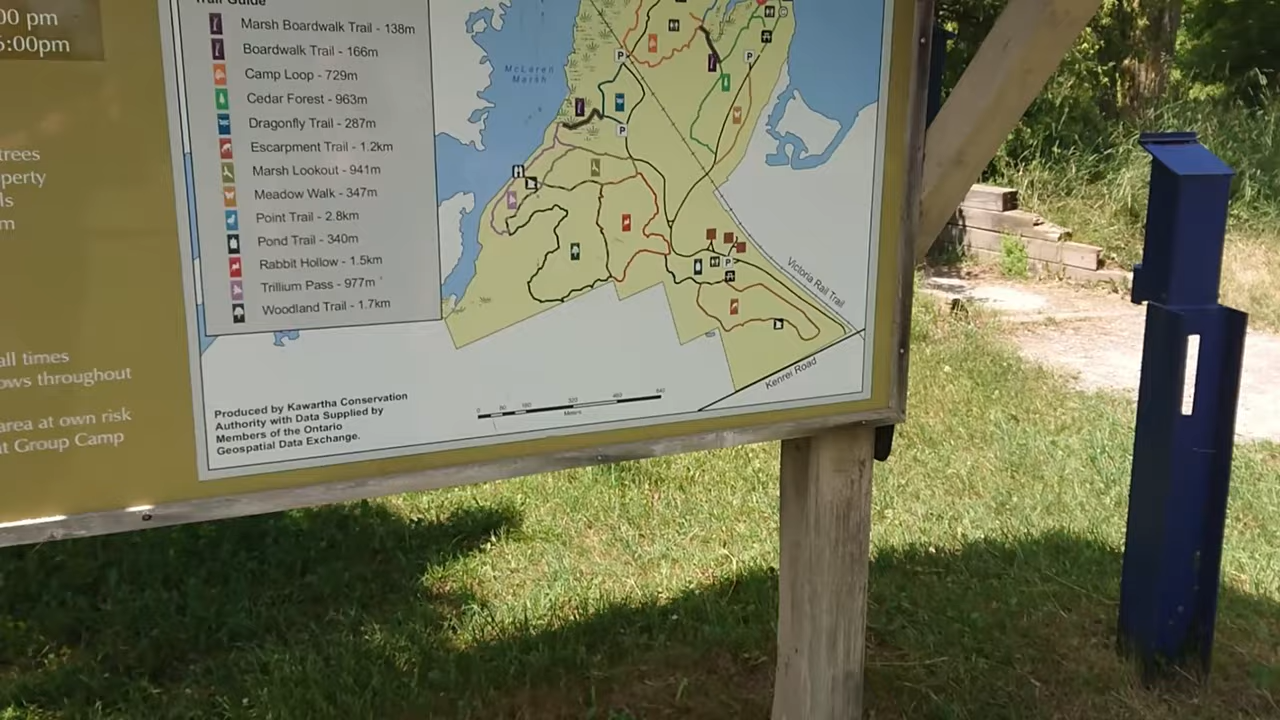 00 pm
5:00pm
trees
perty
ls
m
all times
ows throughout
area at own risk
at Group Camp
Trail Guide
Marsh Boardwalk Trail - 138m
Boardwalk Trail - 166m
Camp Loop - 729m
Cedar Forest - 963m
Dragonfly Trail - 287m
Escarpment Trail - 1.2km
Marsh Lookout - 941m
Meadow Walk - 347m
Point Trail - 2.8km
Pond Trail - 340m
Rabbit Hollow - 1.5km
Trillium Pass - 977m
Woodland Trail - 1.7km
McLaren
Marsh
P
P
P
P
Victoria Rail Trail
Kenrei Road
Produced by Kawartha Conservation
Authority with Data Supplied by
Members of the Ontario
Geospatial Data Exchange.
Meters